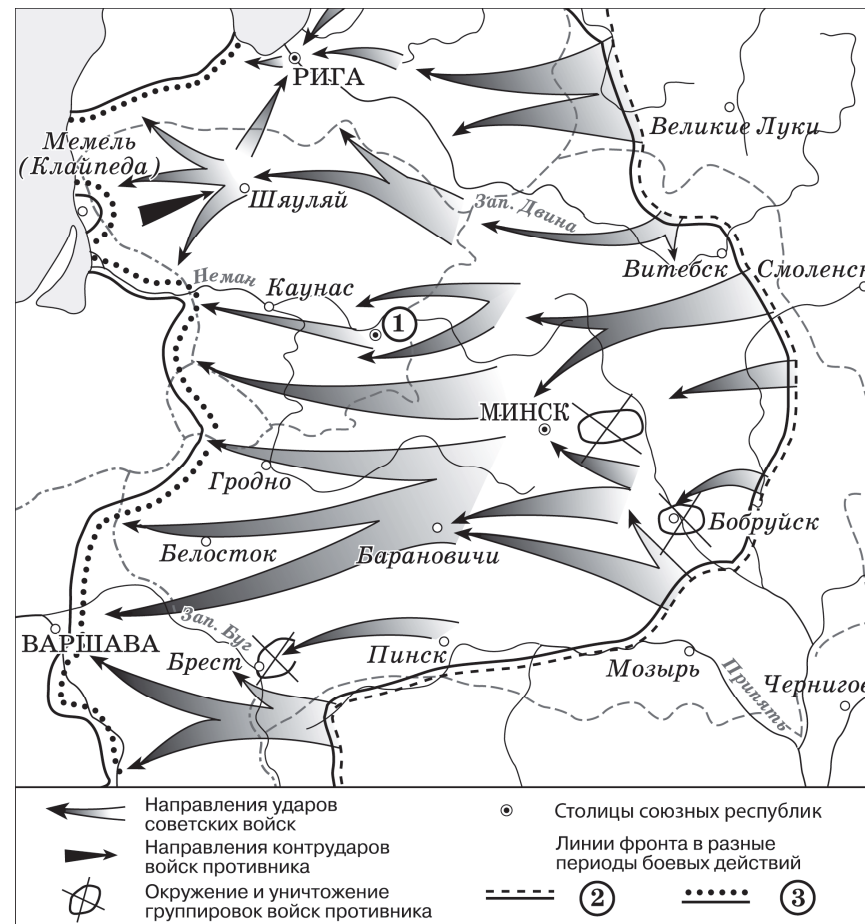 РИГА
Великие Луки
Мемель
(Клайпеда)
Шяуляй
Зап. Двина
Витебск
Смоленск
Неман
Каунас
1
МИНСК
Гродно
Бобруйск
Белосток
Барановичи
Зап. Буг
ВАРШАВА
Брест
Пинск
Мозырь
Припять
Чернигов
Направления ударов
советских войск
Направления контрударов
войск противника
Окружение и уничтожение
группировок войск противника
Столицы союзных республик
Линии фронта в разные
периоды боевых действий
2
3